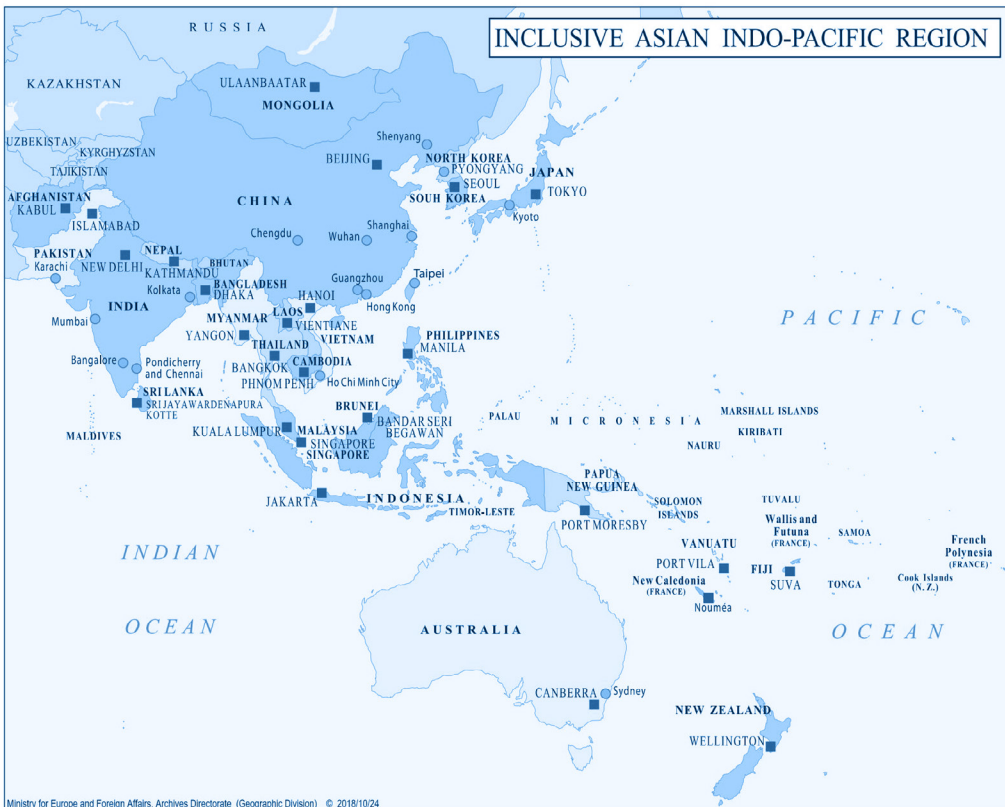 INCLUSIVE ASIAN INDO-PACIFIC REGION
RUSSIA
KAZAKHSTAN
ULAANBAATAR
MONGOLIA
UZBEKISTAN
KYRGHYZSTAN
TAJIKISTAN
Shenyang
BEIJING
NORTH KOREA
PYONGYANG
SEOUL
SOUH KOREA
JAPAN
TOKYO
Kyoto
AFGHANISTAN
KABUL
ISLAMABAD
CHINA
Chengdu
Wuhan
Shanghai
PAKISTAN
Karachi
NEW DELHI
NEPAL
KATHMANDU
BHUTAN
Kolkata
BANGLADESH
DHAKA
Guangzhou
Hong Kong
Taipei
INDIA
Mumbai
HANOI
MYANMAR
LAOS
VIENTIANE
YANGON
THAILAND
VIETNAM
BANGKOK
CAMBODIA
PHNOM PENH
Ho Chi Minh City
PHILIPPINES
MANILA
PACIFIC
Bangalore
Pondicherry
and Chennai
SRI LANKA
SRIJAYAWARDENAPURA
KOTTE
MALDIVES
BRUNEI
BANDAR SERI
BEGAWAN
KUALA LUMPUR
MALAYSIA
SINGAPORE
SINGAPORE
PALAU
MICRONESIA
MARSHALL ISLANDS
KIRIBATI
NAURU
JAKARTA
INDONESIA
TIMOR-LESTE
PAPUA
NEW GUINEA
PORT MORESBY
SOLOMON
ISLANDS
TUVALU
Wallis and
Futuna
(FRANCE)
SAMOA
French
Polynesia
(FRANCE)
VANUATU
PORT VILA
FIJI
SUVA
TONGA
Cook Islands
(N. Z.)
New Caledonia
(FRANCE)
Nouméa
INDIAN
OCEAN
OCEAN
AUSTRALIA
CANBERRA
Sydney
NEW ZEALAND
WELLINGTON
Ministry for Europe and Foreign Affairs, Archives Directorate (Geographic Division) © 2018/10/24